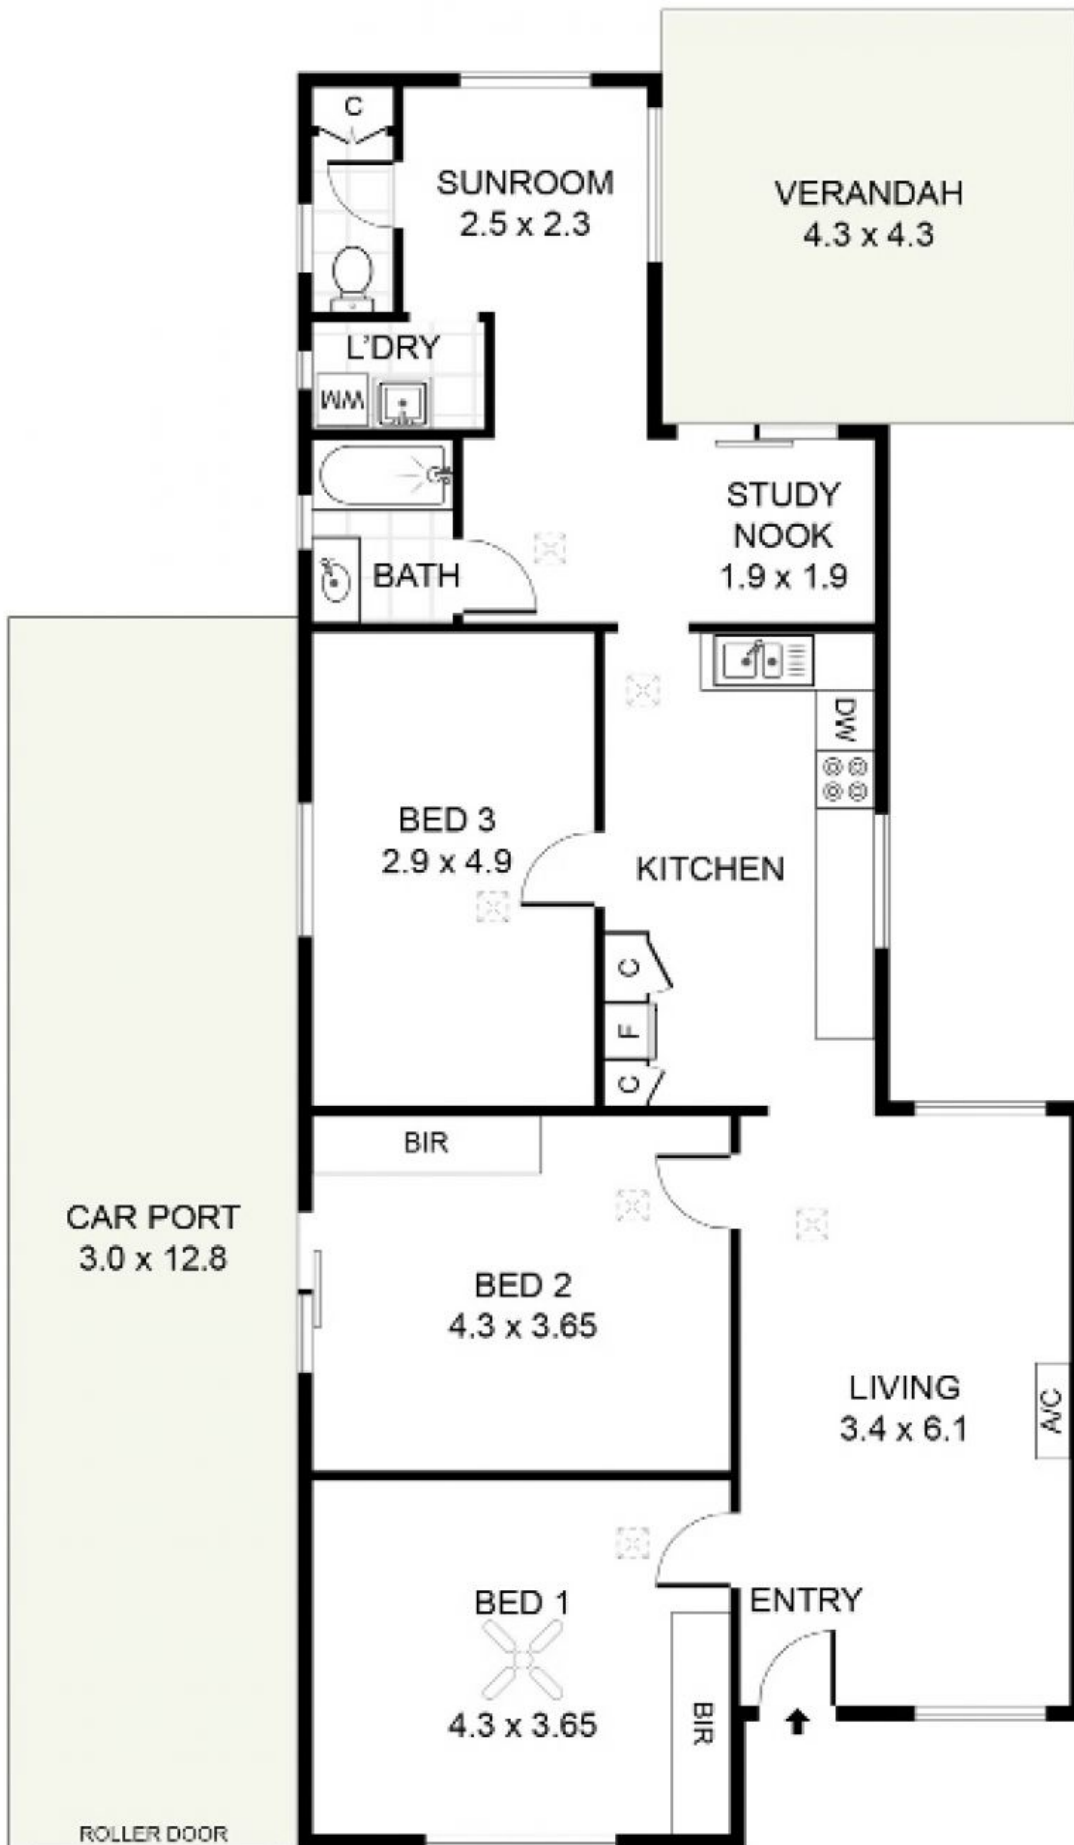 C
SUNROOM
2.5 x 2.3
VERANDAH
4.3 x 4.3
L'DRY
WM
STUDY
NOOK
1.9 x 1.9
BATH
DW
BED 3
2.9 x 4.9
KITCHEN
C
F
C
BIR
CAR PORT
3.0 x 12.8
BED 2
4.3 x 3.65
LIVING
3.4 x 6.1
A/C
BED 1
4.3 x 3.65
ENTRY
BIR
ROLLER DOOR